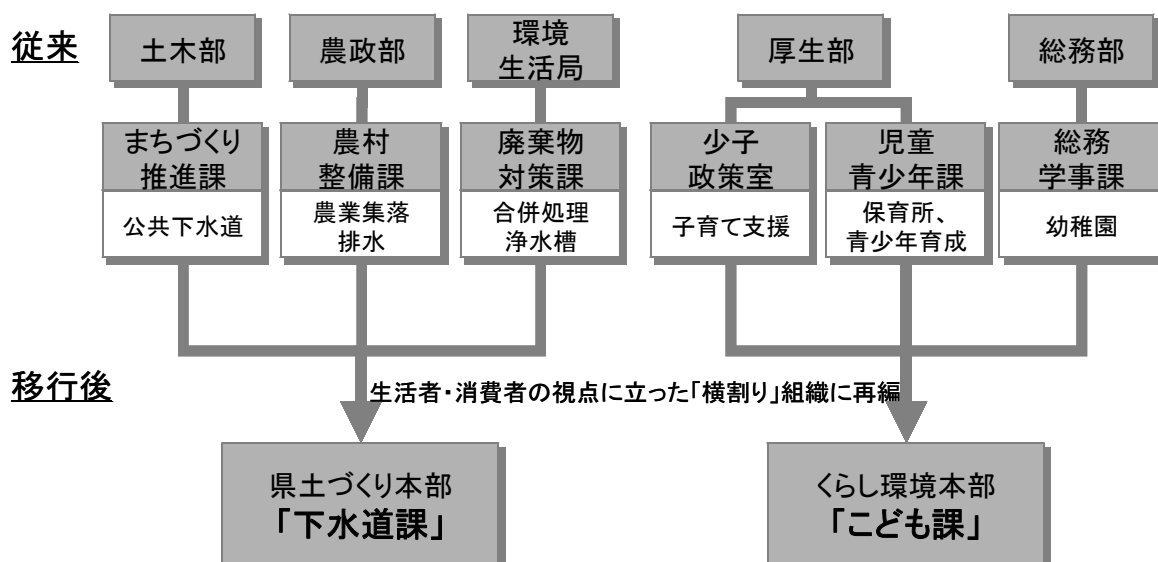 従来
土木部
農政部
環境
生活局
厚生部
総務部
まちづくり
推進課
公共下水道
農村
整備課
農業集落
排水
廃棄物
対策課
合併処理
浄水槽
少子
政策室
子育て支援
児童
青少年課
保育所、
青少年育成
総務
学事課
幼稚園
移行後
生活者・消費者の視点に立った「横割り」組織に再編
県土づくり本部
「下水道課」
くらし環境本部
「こども課」